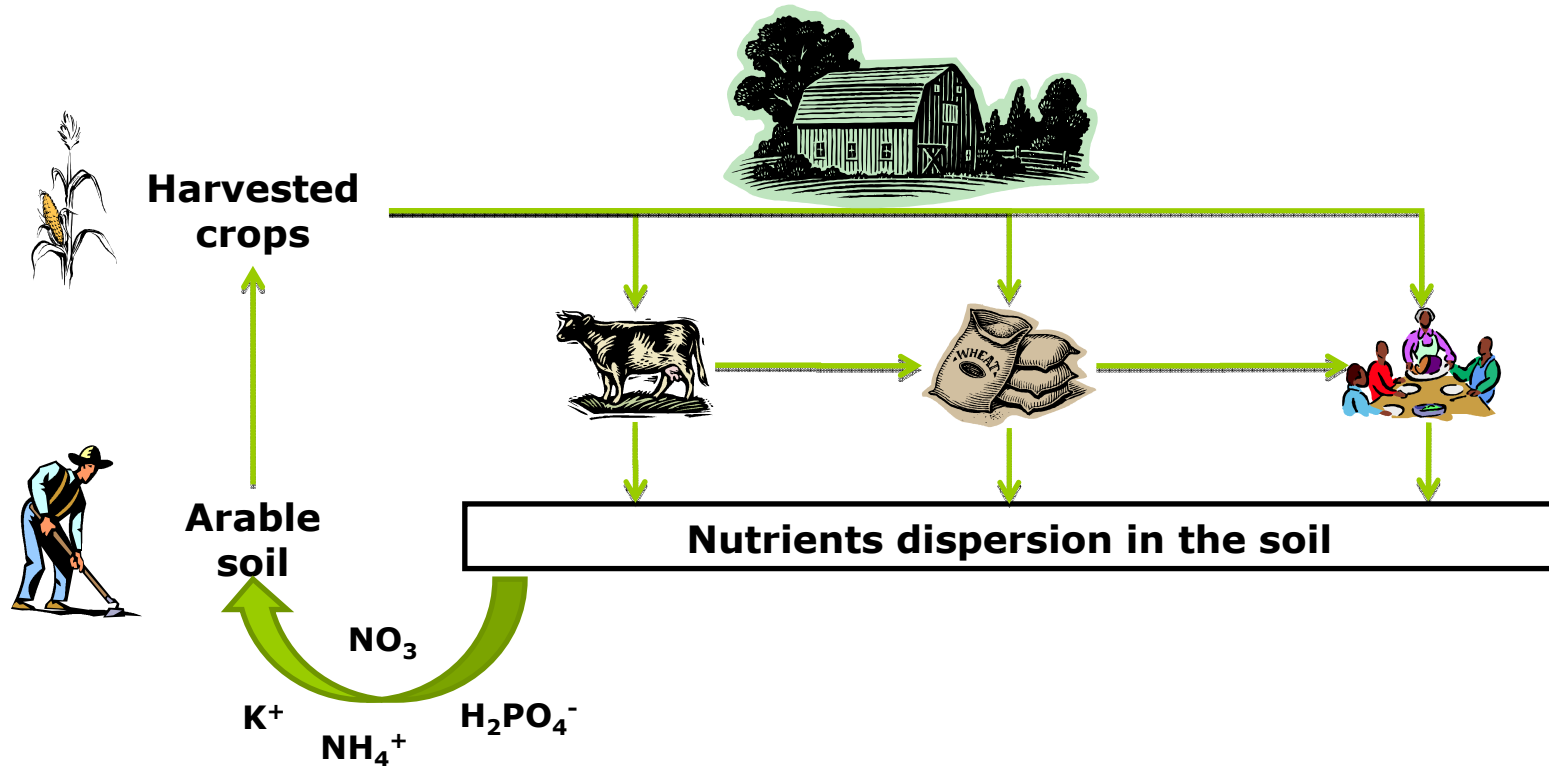 Harvested
crops
WHEAT
Arable
soil
Nutrients dispersion in the soil
NO₃
K⁺
H₂PO₄⁻
NH₄⁺